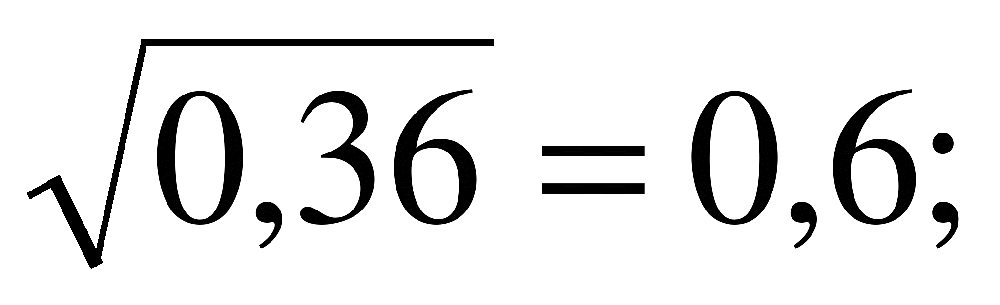 √0,36 = 0,6;